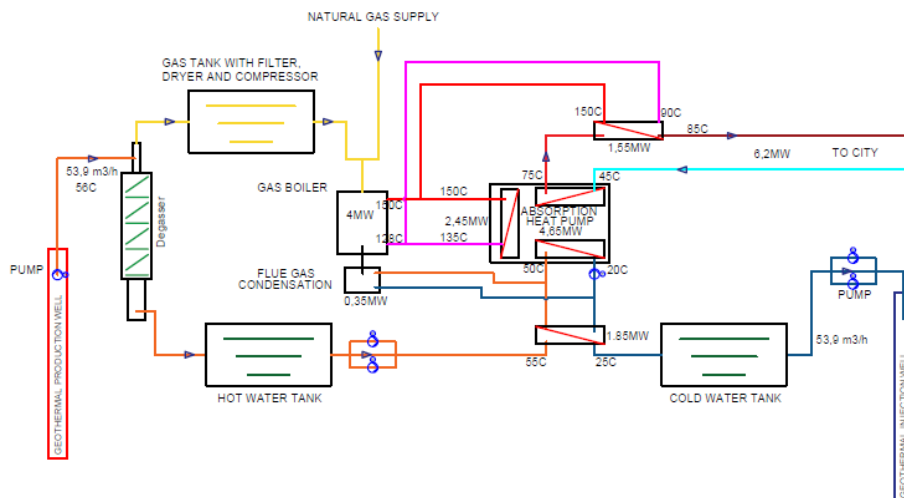 NATURAL GAS SUPPLY
GAS TANK WITH FILTER,
DRYER AND COMPRESSOR
150C
90C
85C
53,9 m3/h
56C
1,55MW
6,2MW
TO CITY
75C
45C
GAS BOILER
150C
150C
4MW
2,45MW
ABSORPTION
HEAT PUMP
4,65MW
Degasser
128C
135C
PUMP
FLUE GAS
CONDENSATION
50C
20C
0,35MW
PUMP
GEOTHERMAL PRODUCTION WELL
1.85MW
53,9 m3/h
55C
25C
HOT WATER TANK
COLD WATER TANK
GEOTHERMAL INJECTION WELL